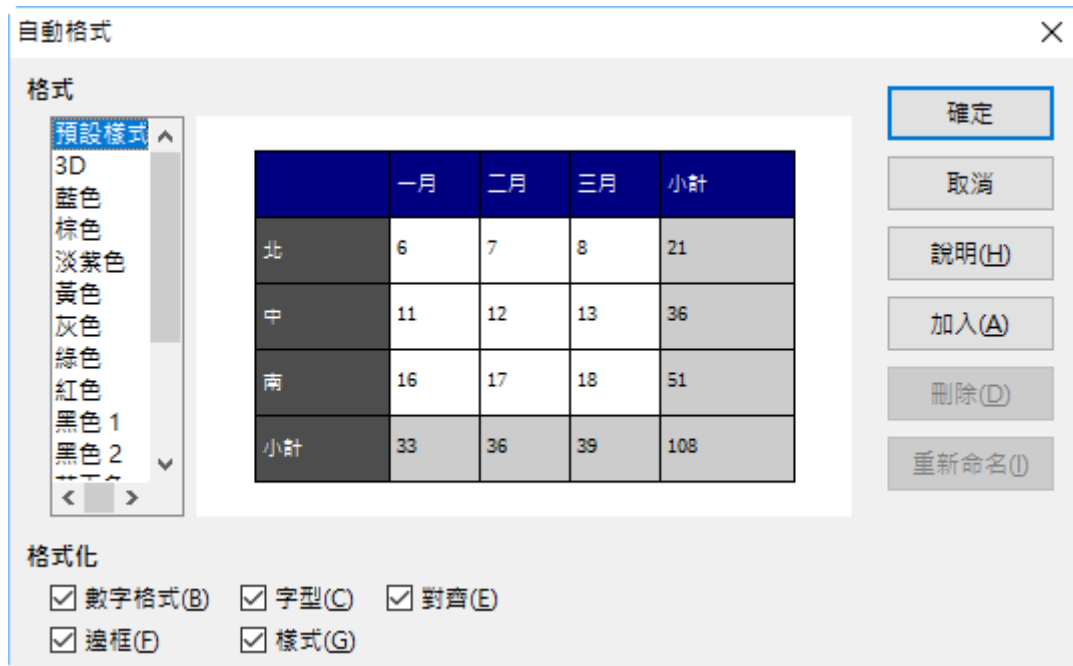 自動格式
格式
預設樣式
3D
藍色
棕色
淡紫色
黃色
灰色
綠色
紅色
黑色 1
黑色 2
一月 二月 三月 小計
北 6 7 8 21
中 11 12 13 36
南 16 17 18 51
小計 33 36 39 108
確定
取消
說明(H)
加入(A)
刪除(D)
重新命名(I)
格式化
數字格式(B) 字型(C) 對齊(E)
邊框(F) 樣式(G)